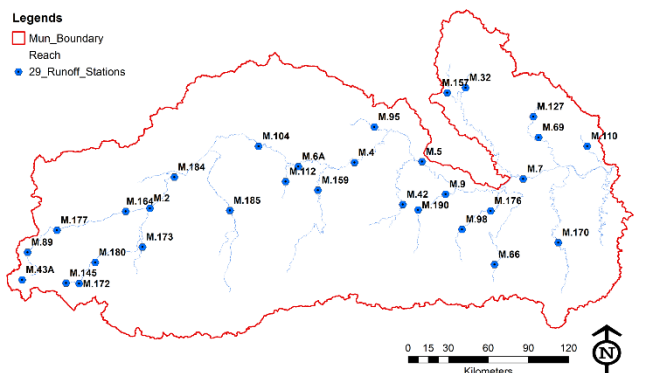 Legends
Mun_Boundary
Reach
29_Runoff_Stations
M.157
M.32
M.127
M.69
M.110
M.95
M.104
M.5
M.6A
M.4
M.7
M.184
M.112
M.159
M.9
M.42
M.190
M.176
M.164
M.2
M.185
M.98
M.177
M.173
M.170
M.89
M.180
M.66
M.43A
M.145
M.172
0 15 30 60 90 120
Kilometers
N